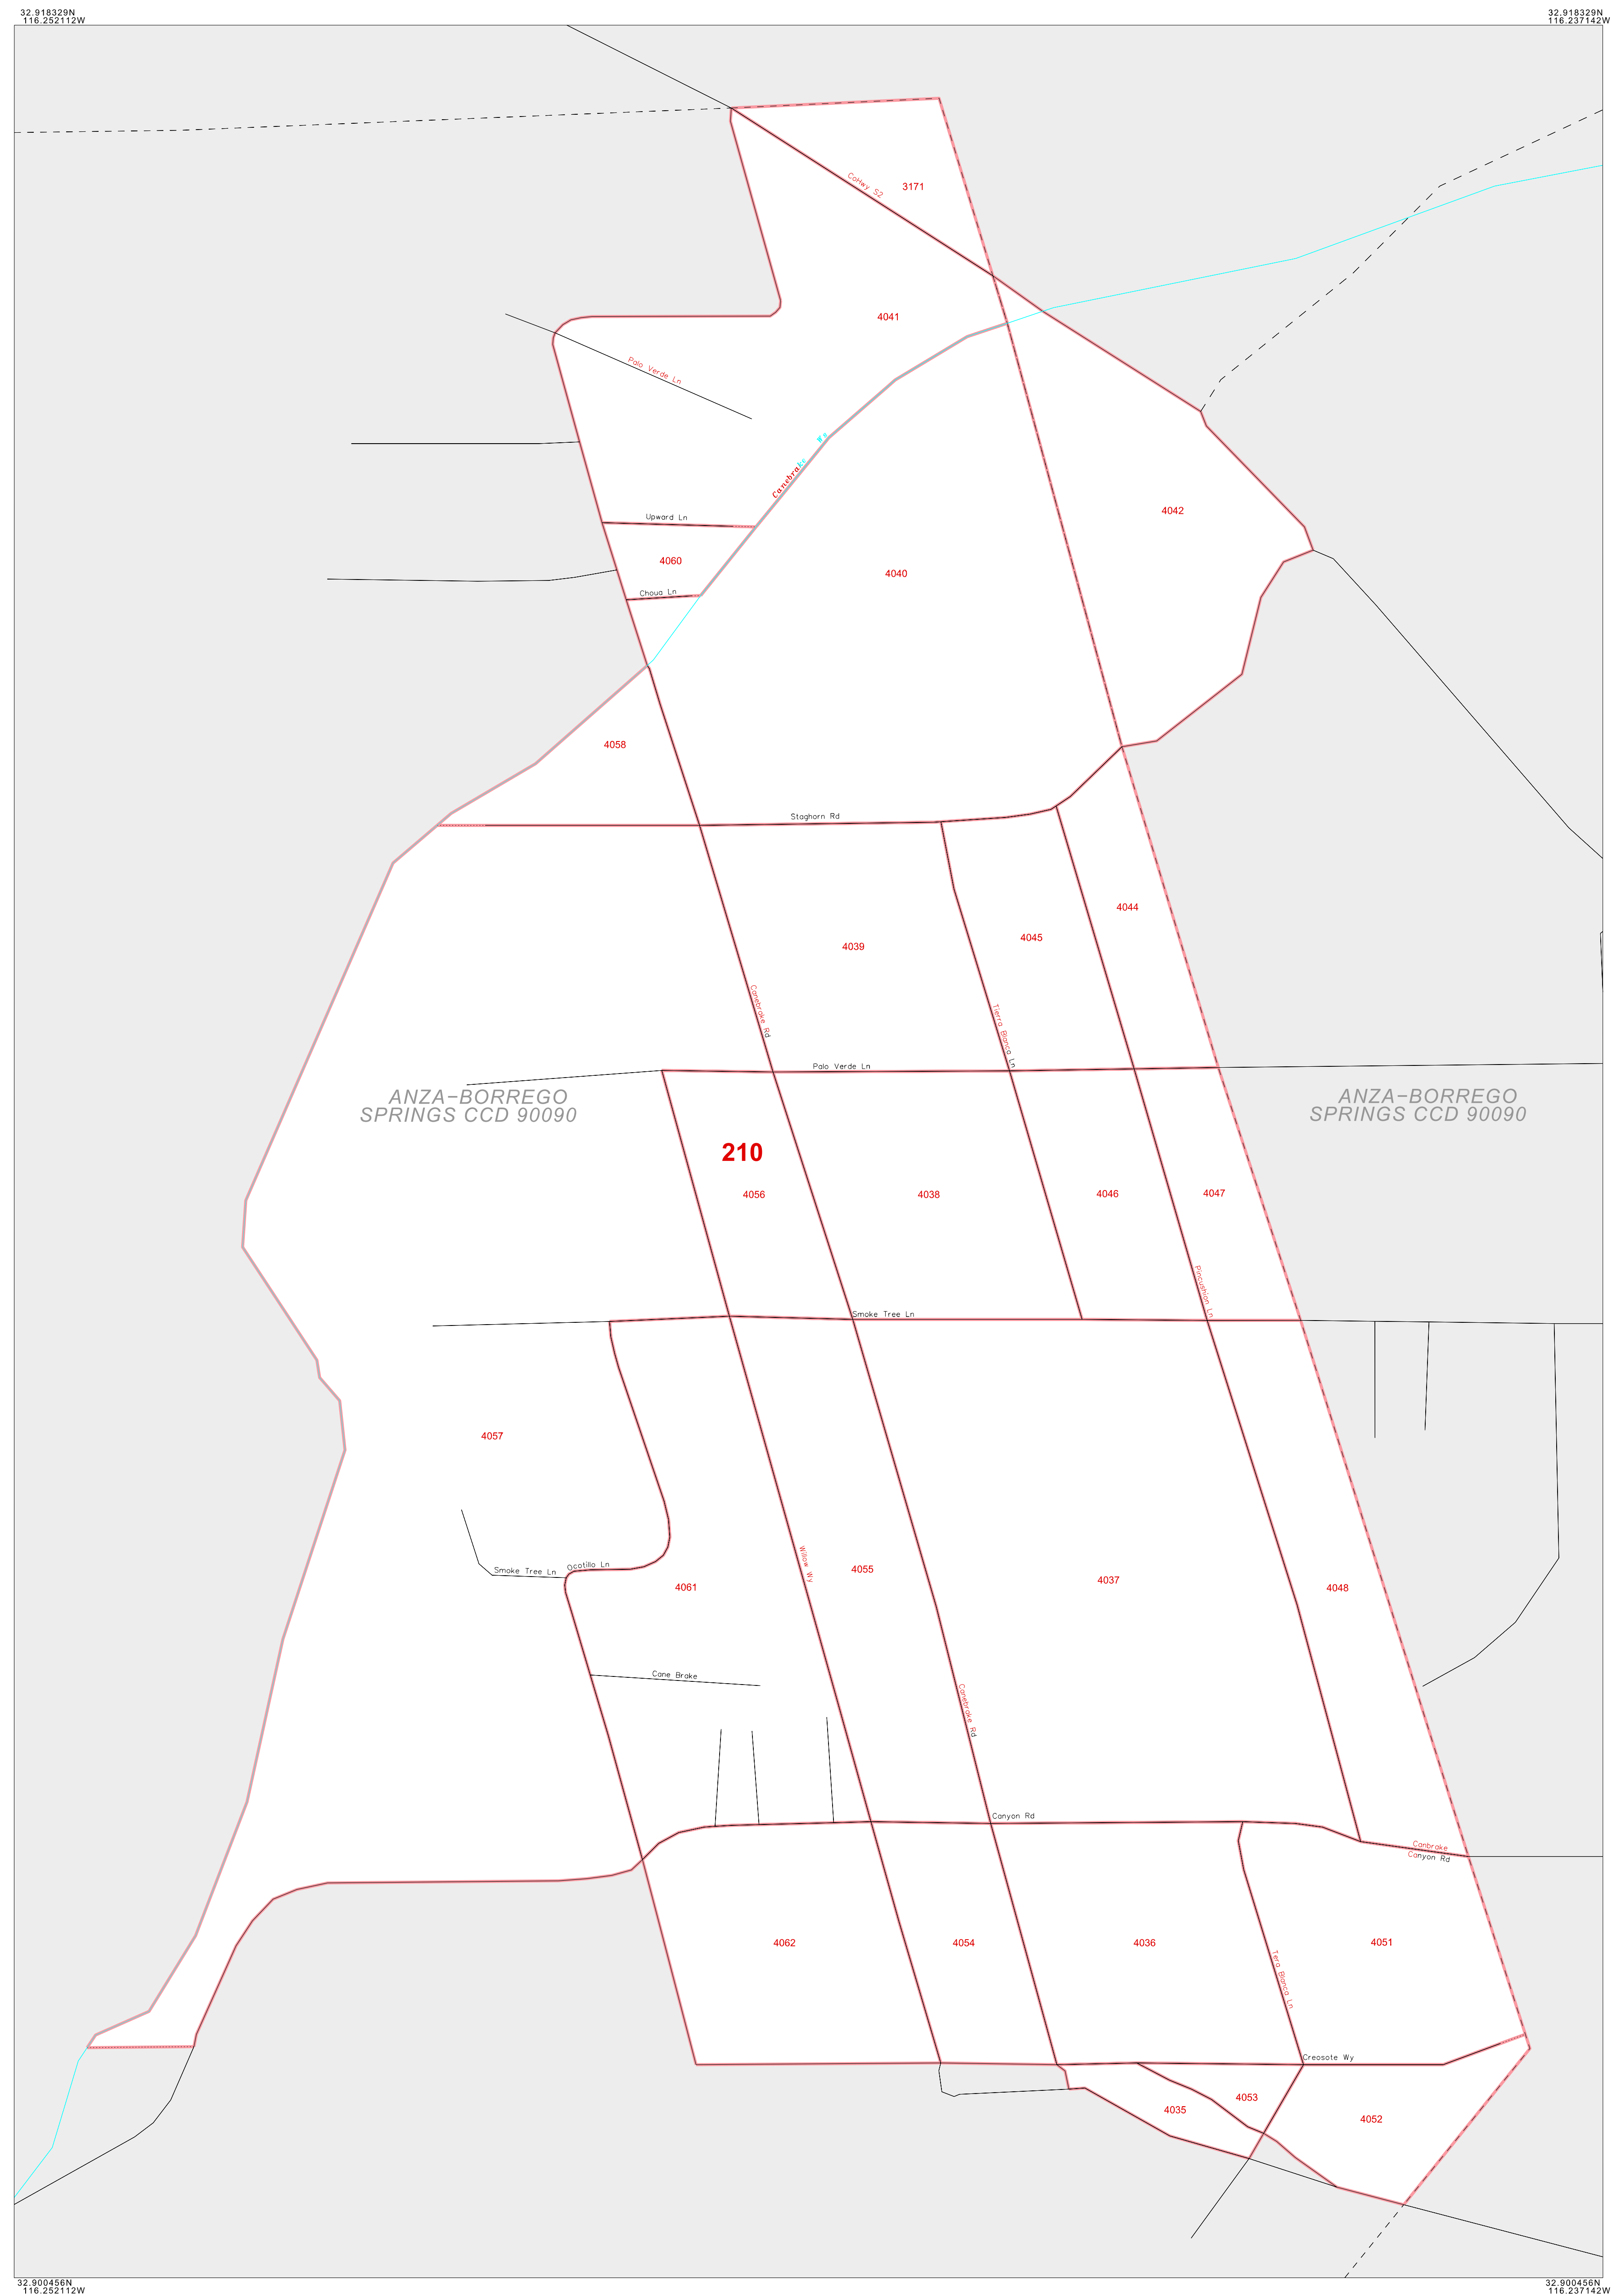 32.918329N
116.252112W
32.918329N
116.237142W
CoHwy S2
3171
4041
Palo Verde Ln
Canebrake Ws
4042
Upward Ln
4060
4040
Choua Ln
4058
Staghorn Rd
4044
4045
4039
Canebrake Rd
Tierra Blanca Ln
Palo Verde Ln
ANZA-BORREGO
SPRINGS CCD 90090
ANZA-BORREGO
SPRINGS CCD 90090
210
4056
4038
4046
4047
Pincushion Ln
Smoke Tree Ln
4057
Willow Wy
Ocotillo Ln
Smoke Tree Ln
4055
4037
4061
4048
Cane Brake
Canebrake Rd
Canyon Rd
Canbrake
Canyon Rd
4062
4054
4036
4051
Tera Blanca Ln
Creosote Wy
4053
4035
4052
32.900456N
116.252112W
32.900456N
116.237142W